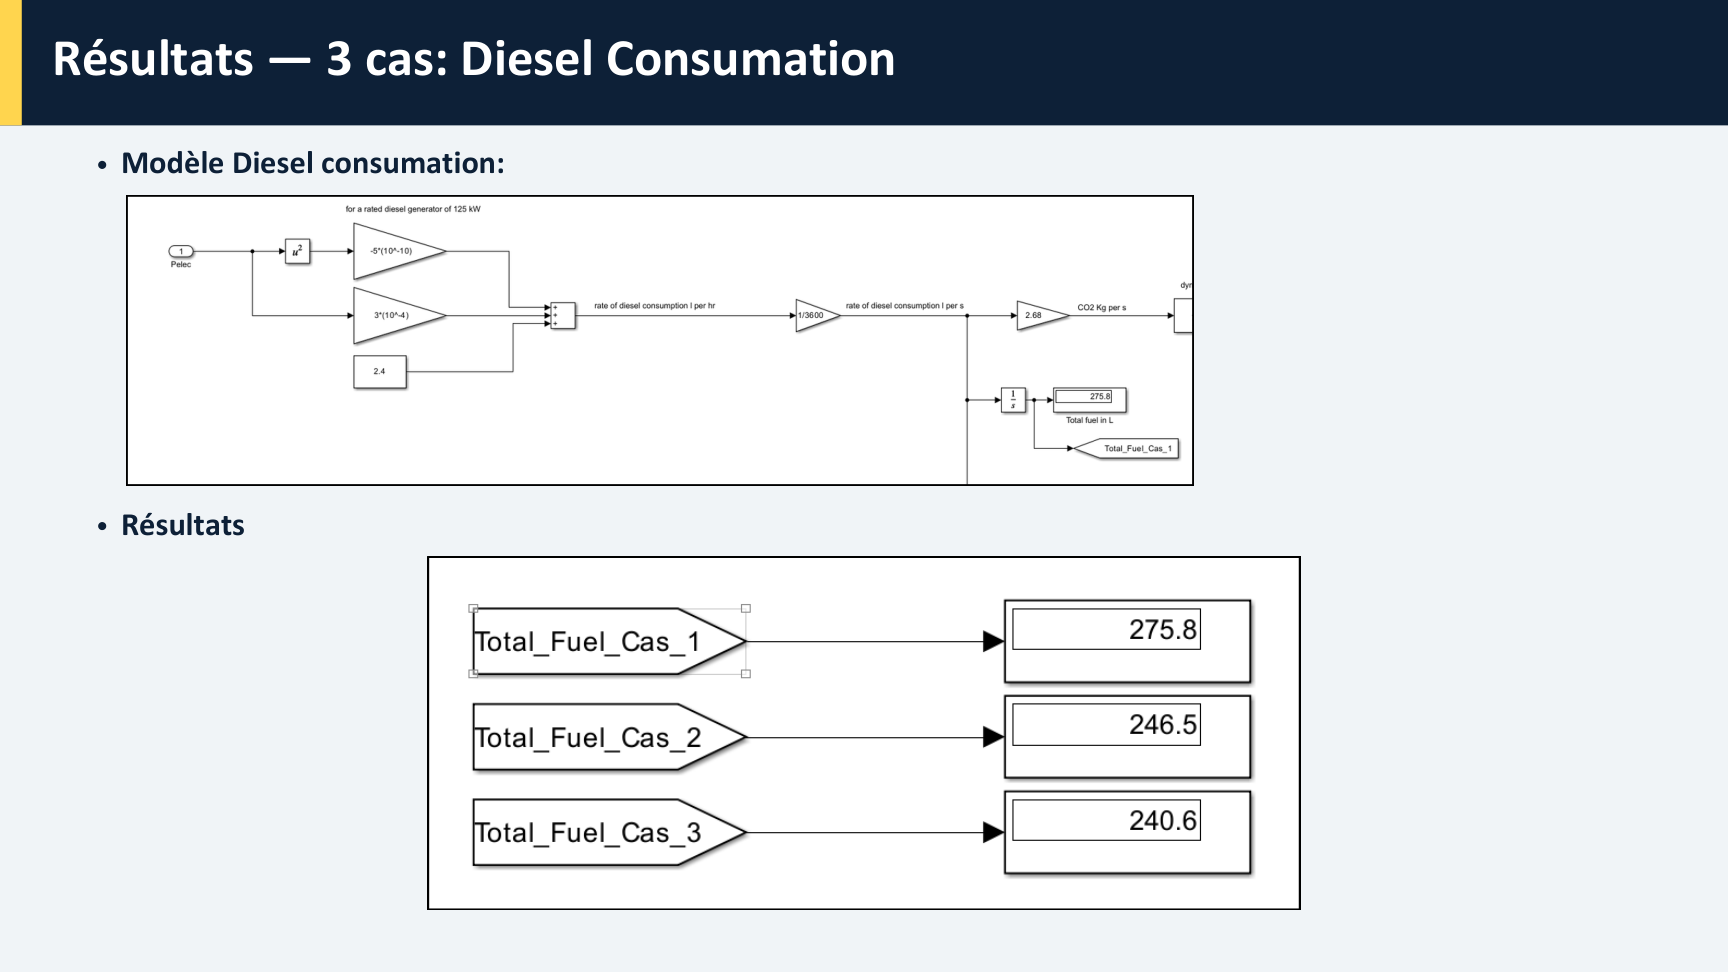 Résultats — 3 cas: Diesel Consumation
• Modèle Diesel consumation:
for a rated diesel generator of 125 kW
1
Pelec
u²
-5*(10^-10)
3*(10^-4)
2.4
+
+
+
rate of diesel consumption l per hr
1/3600
rate of diesel consumption l per s
2.68
CO2 Kg per s
dyr
1
s
275.8
Total fuel in L
Total_Fuel_Cas_1
• Résultats
Total_Fuel_Cas_1
275.8
Total_Fuel_Cas_2
246.5
Total_Fuel_Cas_3
240.6